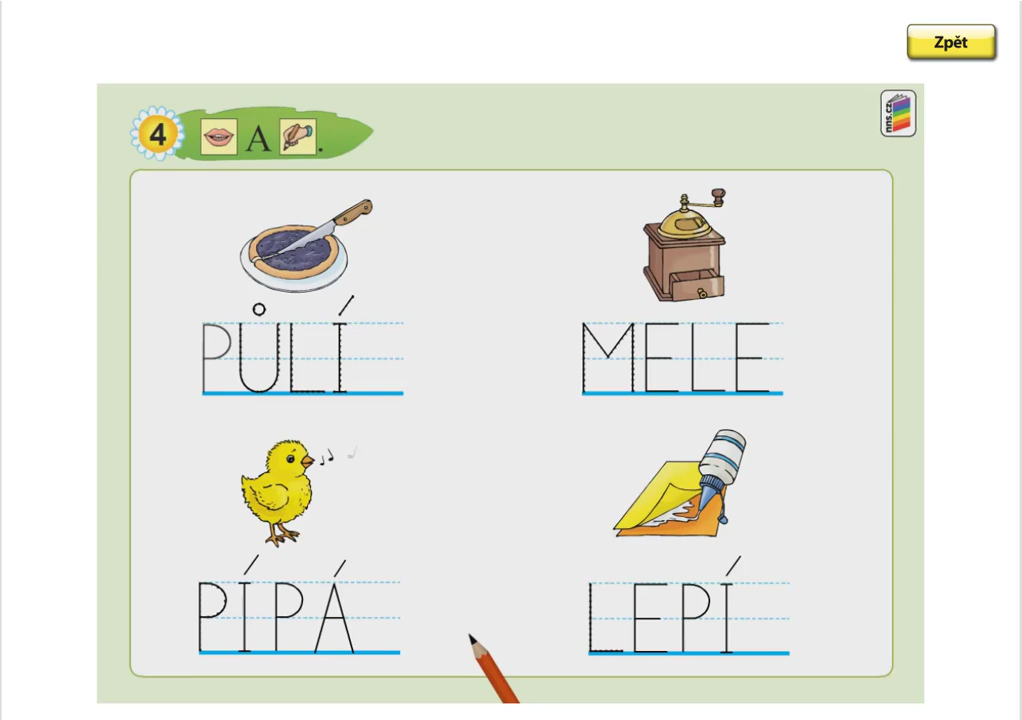 Zpět
4 A .
nns.cz
PŮLÍ
MELE
PÍPÁ
LEPÍ